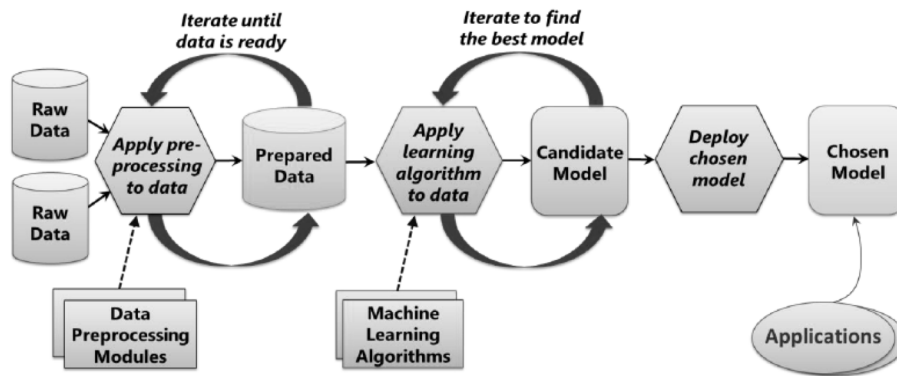 Iterate until
data is ready
Iterate to find
the best model
Raw
Data
Raw
Data
Apply pre-
processing
to data
Prepared
Data
Apply
learning
algorithm
to data
Candidate
Model
Deploy
chosen
model
Chosen
Model
Data
Preprocessing
Modules
Machine
Learning
Algorithms
Applications